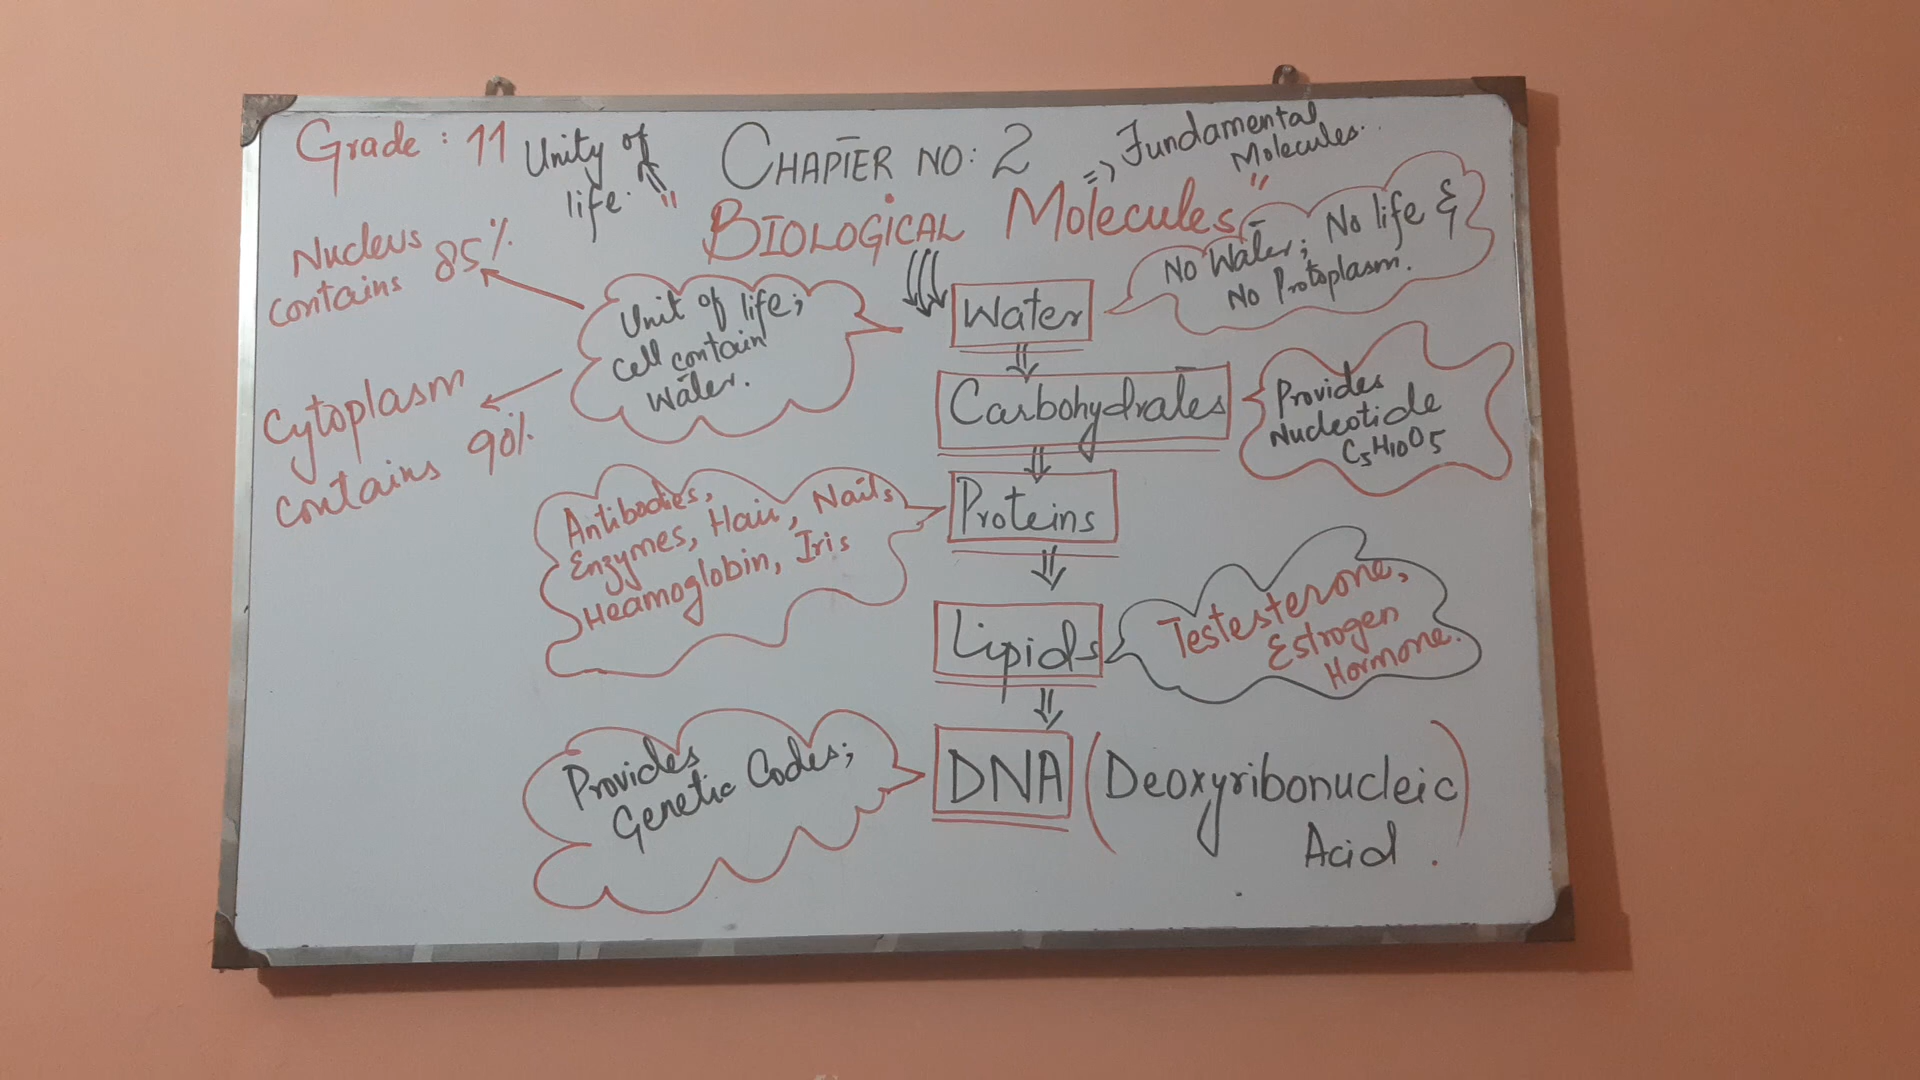 Grade : 11
Unity of
life.
CHAPTER NO: 2
=> Fundamental
Molecules.
" BIOLOGICAL Molecules "
Nucleus
contains 85%
Unit of life;
cell contain
Water.
Cytoplasm
contains 90%
Water
No Water; No life &
No Protoplasm.
Carbohydrates
Provides
Nucleotide
C5H10O5
Proteins
Antibodies,
Enzymes, Hair, Nails
Heamoglobin, Iris
Lipids
Testesterone,
Estrogen
Hormone.
DNA (Deoxyribonucleic
Acid.)
Provides
Genetic Codes;